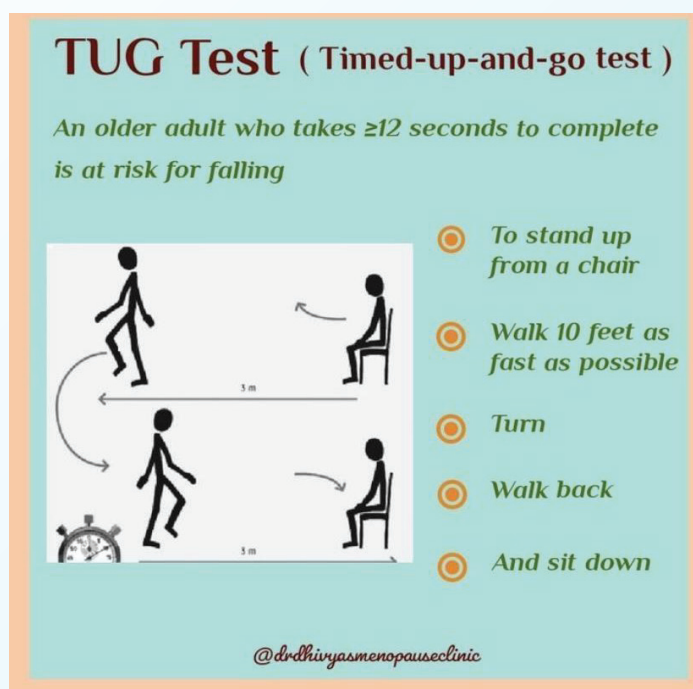 TUG Test ( Timed-up-and-go test )
An older adult who takes ≥12 seconds to complete
is at risk for falling
To stand up
from a chair
Walk 10 feet as
fast as possible
Turn
Walk back
And sit down
3 m
3 m
@drdhivyasmenopauseclinic